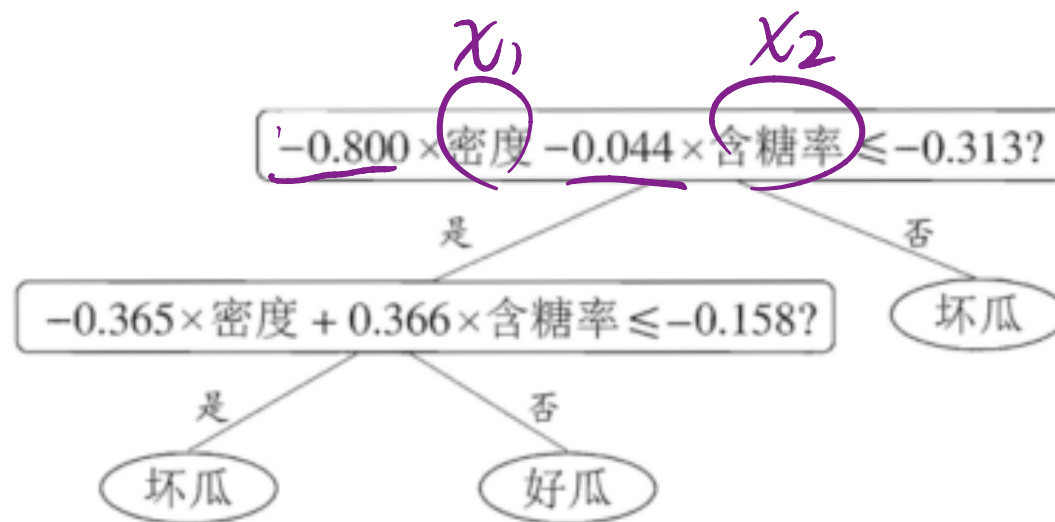 x₁ x₂
-0.800×密度 -0.044×含糖率≤-0.313?
是 否
-0.365×密度 + 0.366×含糖率≤-0.158?
坏瓜
是 否
坏瓜 好瓜